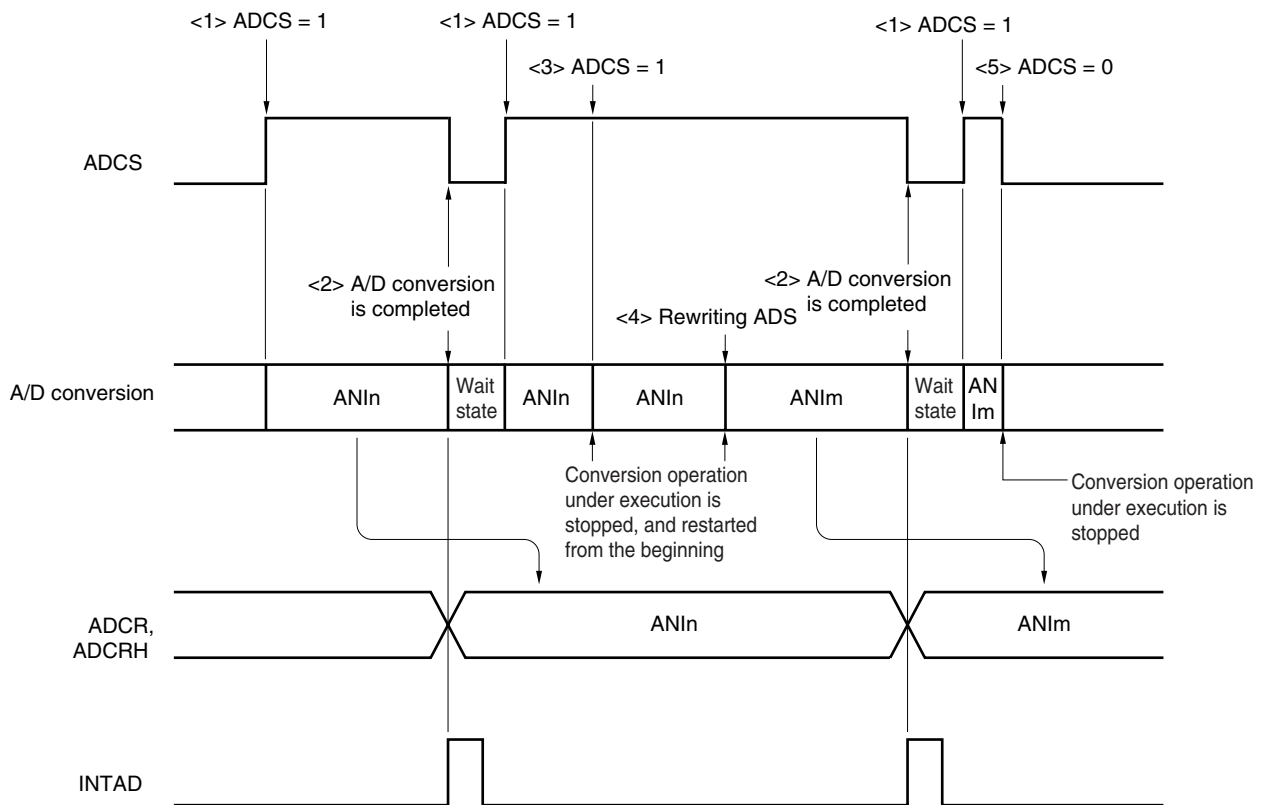 <1> ADCS = 1
<1> ADCS = 1
<1> ADCS = 1
<3> ADCS = 1
<5> ADCS = 0
ADCS
<2> A/D conversion
is completed
<2> A/D conversion
is completed
<4> Rewriting ADS
A/D conversion
ANIn
Wait
state
ANIn
ANIn
ANIm
Wait
state
AN
Im
Conversion operation
under execution is
stopped, and restarted
from the beginning
Conversion operation
under execution is
stopped
ADCR,
ADCRH
ANIn
ANIm
INTAD